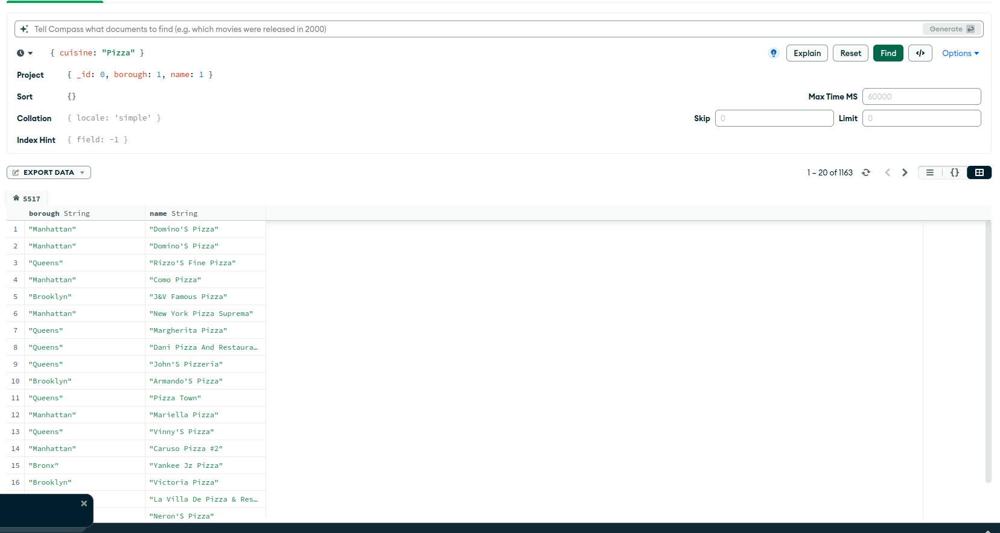 Tell Compass what documents to find (e.g. which movies were released in 2000) Generate
{ cuisine: "Pizza" } Explain Reset Find </> Options
Project { _id: 0, borough: 1, name: 1 }
Sort {} Max Time MS 60000
Collation { locale: 'simple' } Skip 0 Limit 0
Index Hint { field: -1 }
EXPORT DATA 1 – 20 of 1163 {}
5517
borough String name String
1 "Manhattan" "Domino'S Pizza"
2 "Manhattan" "Domino'S Pizza"
3 "Queens" "Rizzo'S Fine Pizza"
4 "Manhattan" "Como Pizza"
5 "Brooklyn" "J&V Famous Pizza"
6 "Manhattan" "New York Pizza Suprema"
7 "Queens" "Margherita Pizza"
8 "Queens" "Dani Pizza And Restaura…
9 "Queens" "John'S Pizzeria"
10 "Brooklyn" "Armando'S Pizza"
11 "Queens" "Pizza Town"
12 "Manhattan" "Mariella Pizza"
13 "Queens" "Vinny'S Pizza"
14 "Manhattan" "Caruso Pizza #2"
15 "Bronx" "Yankee Jz Pizza"
16 "Brooklyn" "Victoria Pizza"
"La Villa De Pizza & Res…
"Neron'S Pizza"